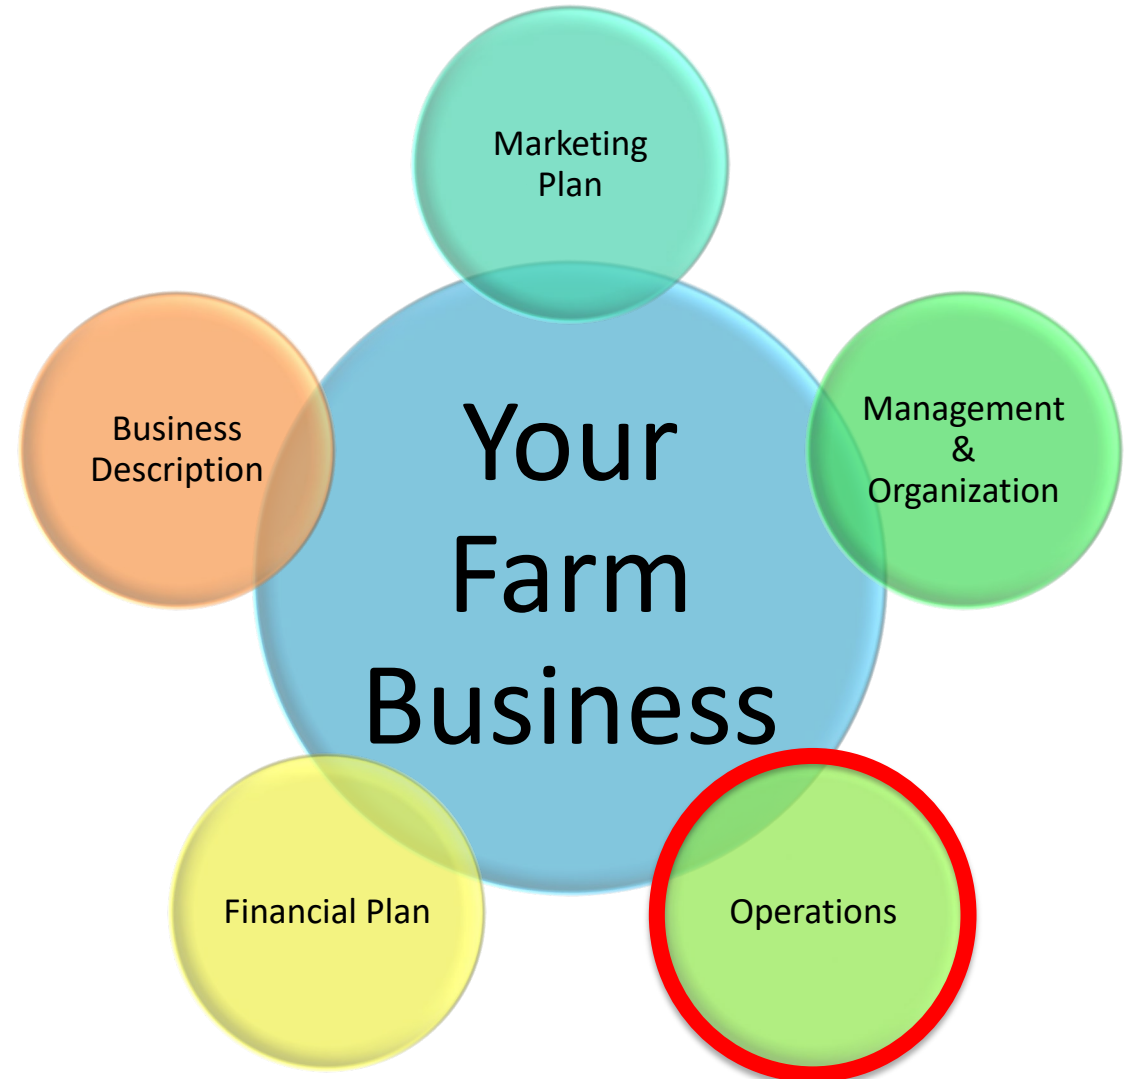 Marketing
Plan
Business
Description
Management
&
Organization
Your
Farm
Business
Financial Plan
Operations